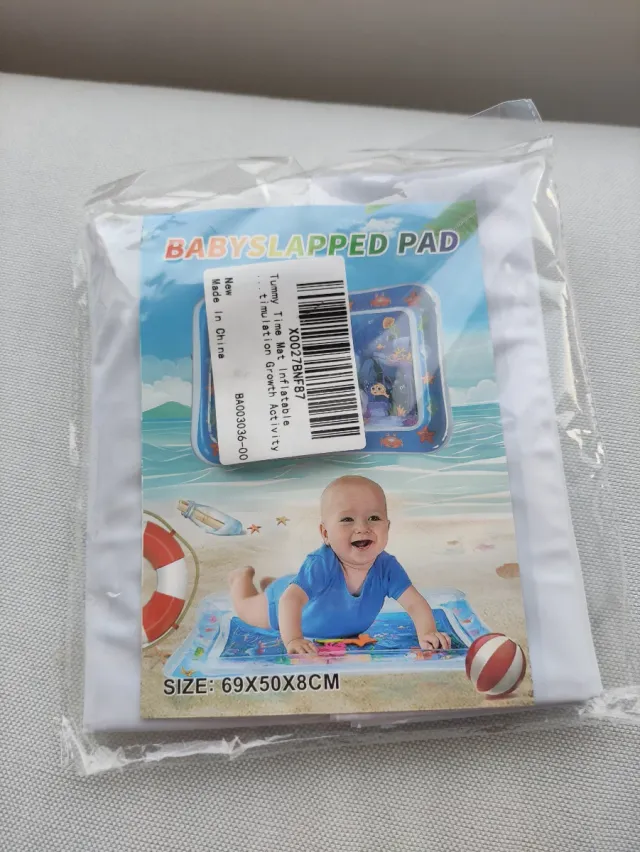 BABYSLAPPED PAD
X0027BNFB7
Tummy Time Mat Inflatable
...timulation Growth Activity
New
Made In China
BA003036-00
SIZE: 69X50X8CM